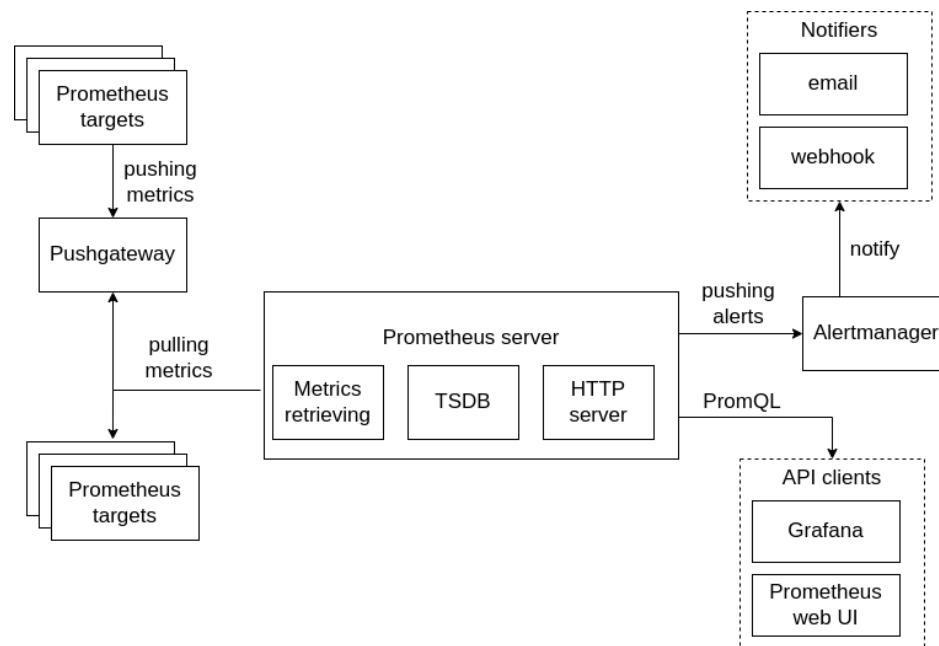 Notifiers
email
webhook
Prometheus
targets
pushing
metrics
Pushgateway
notify
pushing
alerts
Alertmanager
pulling
metrics
Prometheus server
Metrics
retrieving
TSDB
HTTP
server
PromQL
Prometheus
targets
API clients
Grafana
Prometheus
web UI